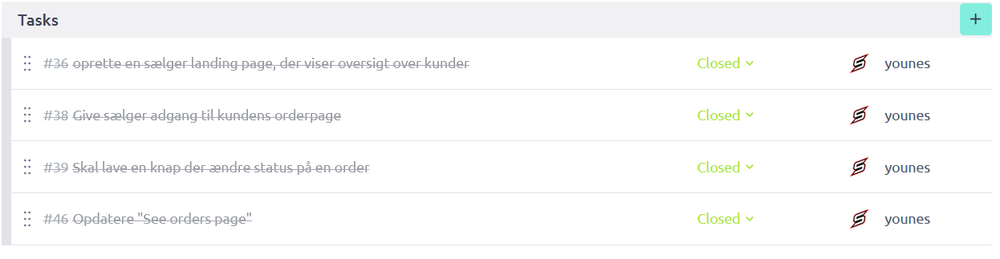 Tasks
#36 oprette en sælger landing page, der viser oversigt over kunder Closed younes
#38 Give sælger adgang til kundens orderpage Closed younes
#39 Skal lave en knap der ændre status på en order Closed younes
#46 Opdatere "See orders page" Closed younes